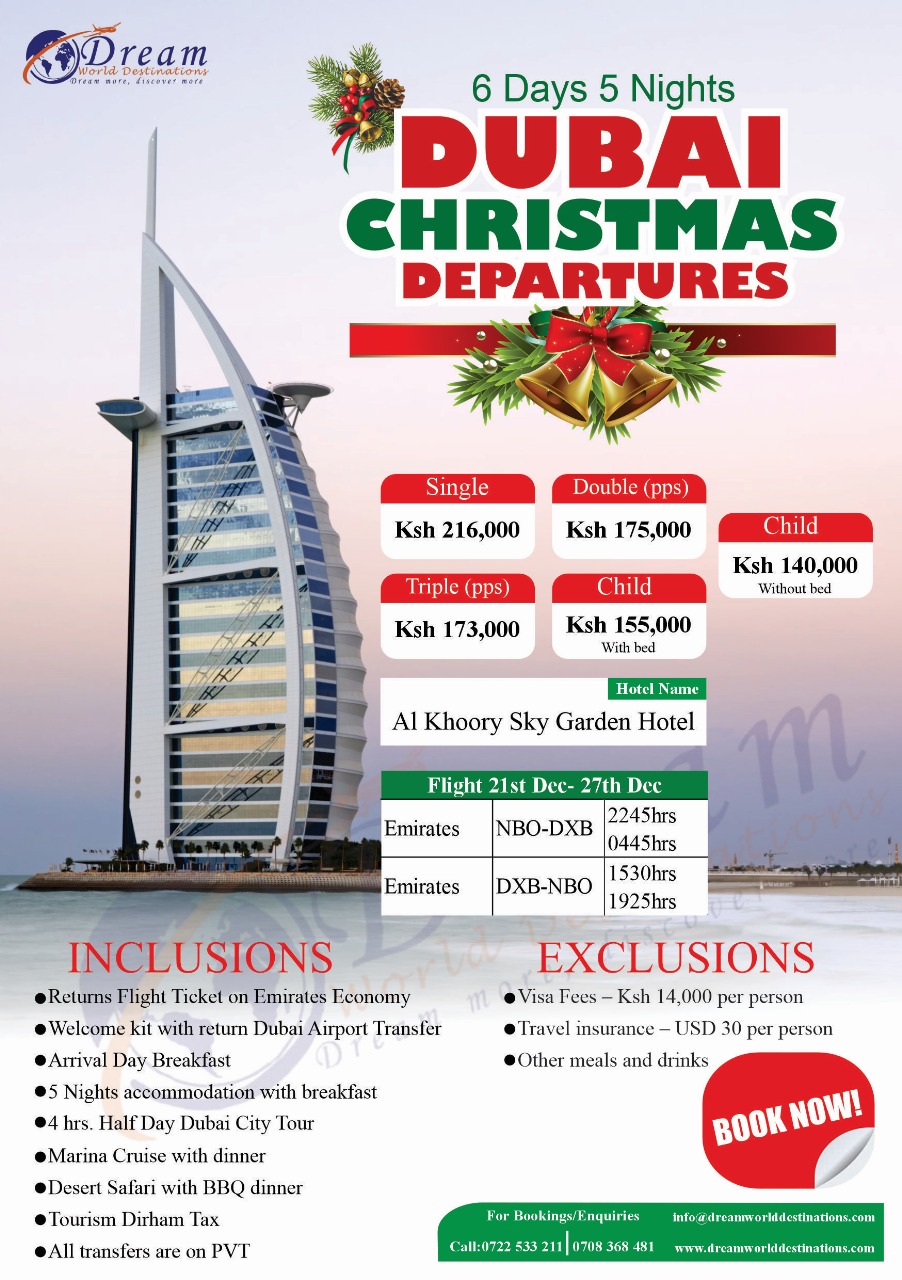 Dream
World Destinations
Dream more, discover more
6 Days 5 Nights
DUBAI
CHRISTMAS
DEPARTURES
Single
Ksh 216,000
Double (pps)
Ksh 175,000
Child
Ksh 140,000
Without bed
Triple (pps)
Ksh 173,000
Child
Ksh 155,000
With bed
Hotel Name
Al Khoory Sky Garden Hotel
Flight 21st Dec- 27th Dec
Emirates NBO-DXB 2245hrs
0445hrs
Emirates DXB-NBO 1530hrs
1925hrs
INCLUSIONS
●Returns Flight Ticket on Emirates Economy
●Welcome kit with return Dubai Airport Transfer
●Arrival Day Breakfast
●5 Nights accommodation with breakfast
●4 hrs. Half Day Dubai City Tour
●Marina Cruise with dinner
●Desert Safari with BBQ dinner
●Tourism Dirham Tax
●All transfers are on PVT
EXCLUSIONS
●Visa Fees – Ksh 14,000 per person
●Travel insurance – USD 30 per person
●Other meals and drinks
BOOK NOW!
For Bookings/Enquiries
Call:0722 533 211 | 0708 368 481
info@dreamworlddestinations.com
www.dreamworlddestinations.com
Dream
World Destinations
Dream more, discover more